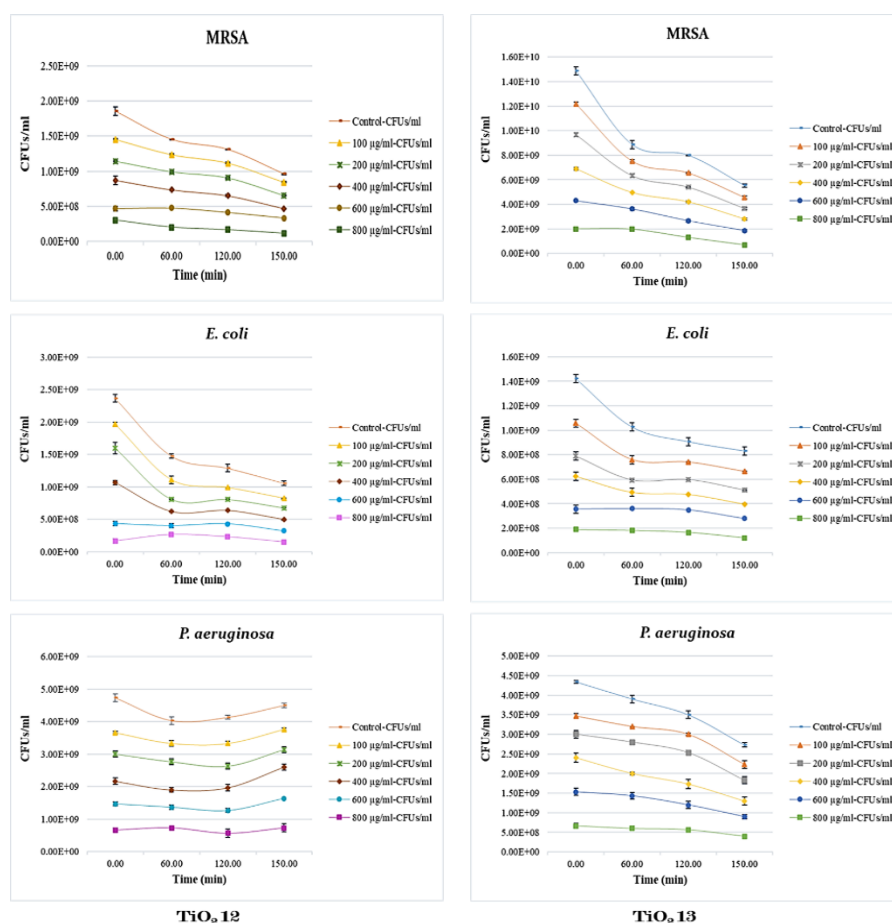 MRSA
2.50E+09
2.00E+09
1.50E+09
1.00E+09
5.00E+08
0.00E+00
CFUs/ml
0.00 60.00 120.00 150.00
Time (min)
Control-CFUs/ml
100 µg/ml-CFUs/ml
200 µg/ml-CFUs/ml
400 µg/ml-CFUs/ml
600 µg/ml-CFUs/ml
800 µg/ml-CFUs/ml
MRSA
1.60E+10
1.40E+10
1.20E+10
1.00E+10
8.00E+09
6.00E+09
4.00E+09
2.00E+09
0.00E+00
CFUs/ml
0.00 60.00 120.00 150.00
Time (min)
Control-CFUs/ml
100 µg/ml-CFUs/ml
200 µg/ml-CFUs/ml
400 µg/ml-CFUs/ml
600 µg/ml-CFUs/ml
800 µg/ml-CFUs/ml
E. coli
3.00E+09
2.50E+09
2.00E+09
1.50E+09
1.00E+09
5.00E+08
0.00E+00
CFUs/ml
0.00 60.00 120.00 150.00
Time (min)
Control-CFUs/ml
100 µg/ml-CFUs/ml
200 µg/ml-CFUs/ml
400 µg/ml-CFUs/ml
600 µg/ml-CFUs/ml
800 µg/ml-CFUs/ml
E. coli
1.60E+09
1.40E+09
1.20E+09
1.00E+09
8.00E+08
6.00E+08
4.00E+08
2.00E+08
0.00E+00
CFUs/ml
0.00 60.00 120.00 150.00
Time (min)
Control-CFUs/ml
100 µg/ml-CFUs/ml
200 µg/ml-CFUs/ml
400 µg/ml-CFUs/ml
600 µg/ml-CFUs/ml
800 µg/ml-CFUs/ml
P. aeruginosa
6.00E+09
5.00E+09
4.00E+09
3.00E+09
2.00E+09
1.00E+09
0.00E+00
CFUs/ml
0.00 60.00 120.00 150.00
Time (min)
Control-CFUs/ml
100 µg/ml-CFUs/ml
200 µg/ml-CFUs/ml
400 µg/ml-CFUs/ml
600 µg/ml-CFUs/ml
800 µg/ml-CFUs/ml
P. aeruginosa
5.00E+09
4.50E+09
4.00E+09
3.50E+09
3.00E+09
2.50E+09
2.00E+09
1.50E+09
1.00E+09
5.00E+08
0.00E+00
CFUs/ml
0.00 60.00 120.00 150.00
Time (min)
Control-CFUs/ml
100 µg/ml-CFUs/ml
200 µg/ml-CFUs/ml
400 µg/ml-CFUs/ml
600 µg/ml-CFUs/ml
800 µg/ml-CFUs/ml
TiO₂12
TiO₂13